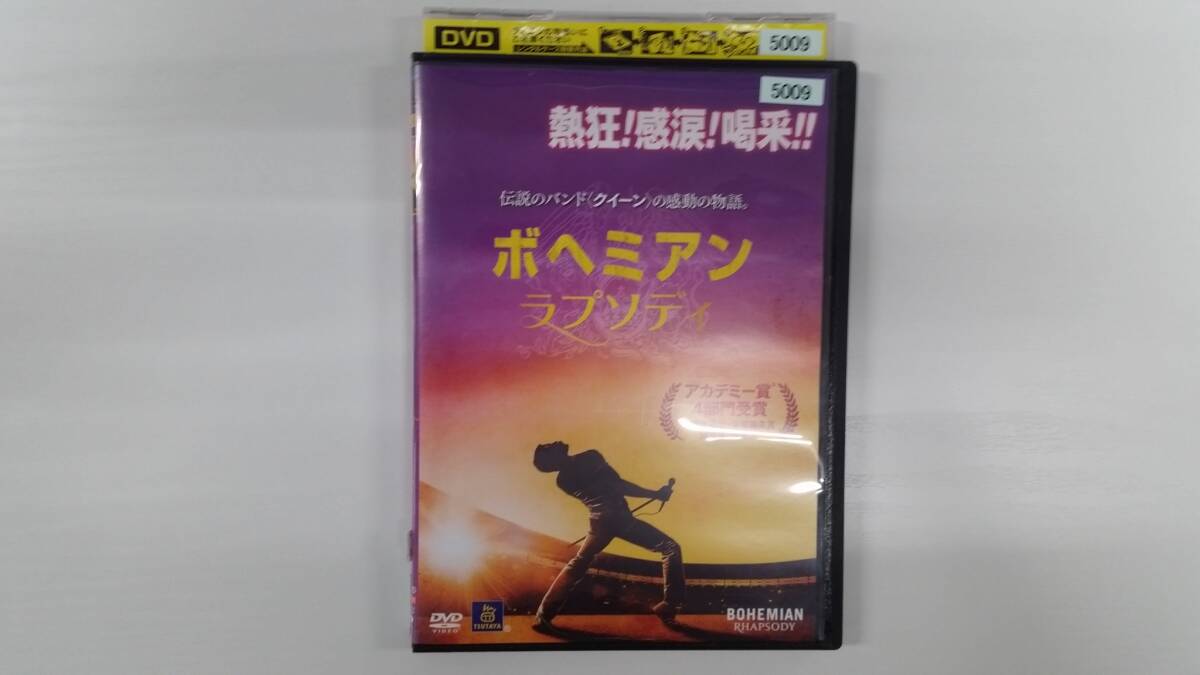 DVD
5009
5009
熱狂!感涙!喝采!!
伝説のバンド〈クイーン〉の感動の物語。
ボヘミアン
ラプソディ
アカデミー賞®
4部門受賞
DVD
VIDEO
TSUTAYA®
BOHEMIAN
RHAPSODY